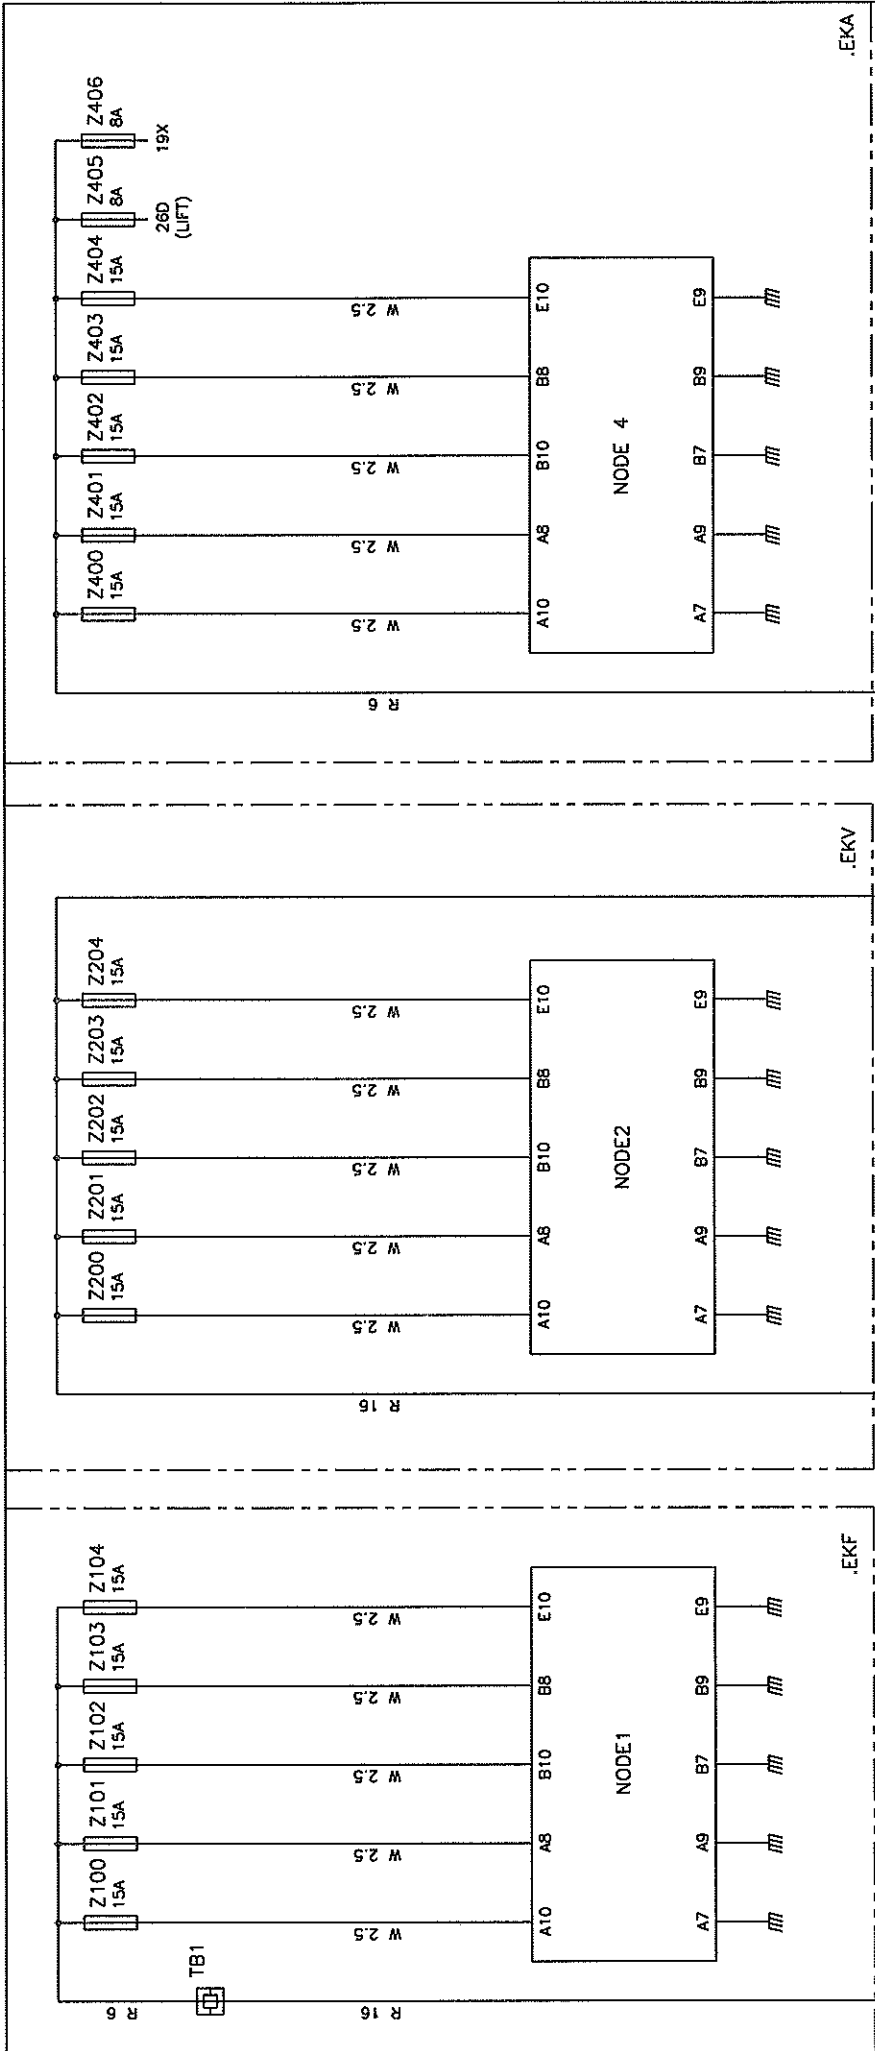 Z406
8A
19X
Z405
8A
26D
(LIFT)
Z404
15A
Z403
15A
Z402
15A
Z401
15A
Z400
15A
W 2.5
W 2.5
W 2.5
W 2.5
W 2.5
R 6
E10
B8
B10
A8
A10
NODE 4
E9
B9
B7
A9
A7
.EKA
Z204
15A
Z203
15A
Z202
15A
Z201
15A
Z200
15A
W 2.5
W 2.5
W 2.5
W 2.5
W 2.5
R 16
E10
B8
B10
A8
A10
NODE2
E9
B9
B7
A9
A7
.EKV
Z104
15A
Z103
15A
Z102
15A
Z101
15A
Z100
15A
TB1
R 6
R 16
W 2.5
W 2.5
W 2.5
W 2.5
W 2.5
E10
B8
B10
A8
A10
NODE1
E9
B9
B7
A9
A7
.EKF